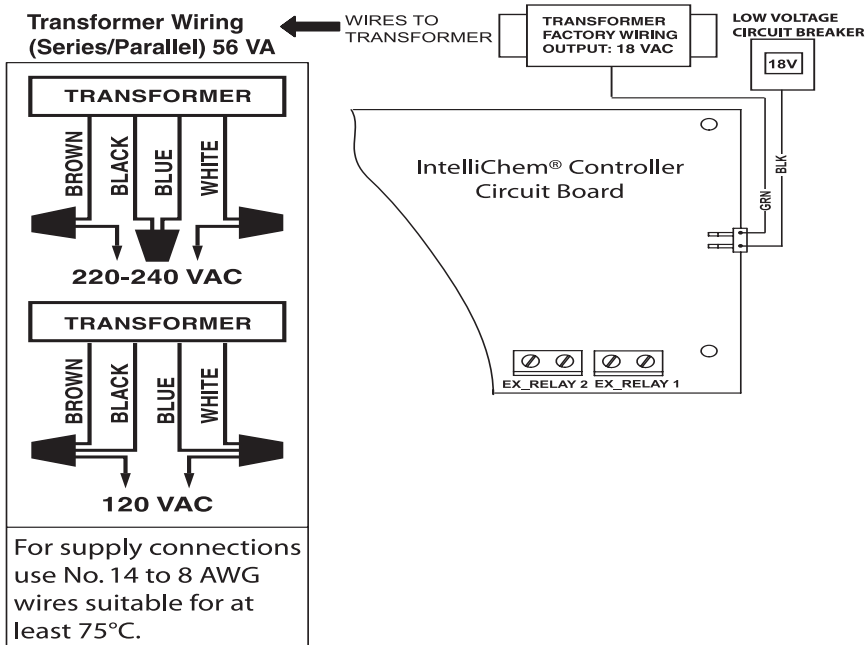 Transformer Wiring
(Series/Parallel) 56 VA
WIRES TO
TRANSFORMER
TRANSFORMER
FACTORY WIRING
OUTPUT: 18 VAC
LOW VOLTAGE
CIRCUIT BREAKER
18V
TRANSFORMER
BROWN
BLACK
BLUE
WHITE
220-240 VAC
TRANSFORMER
BROWN
BLACK
BLUE
WHITE
120 VAC
For supply connections
use No. 14 to 8 AWG
wires suitable for at
least 75°C.
IntelliChem® Controller
Circuit Board
GRN
BLK
EX_RELAY 2 EX_RELAY 1